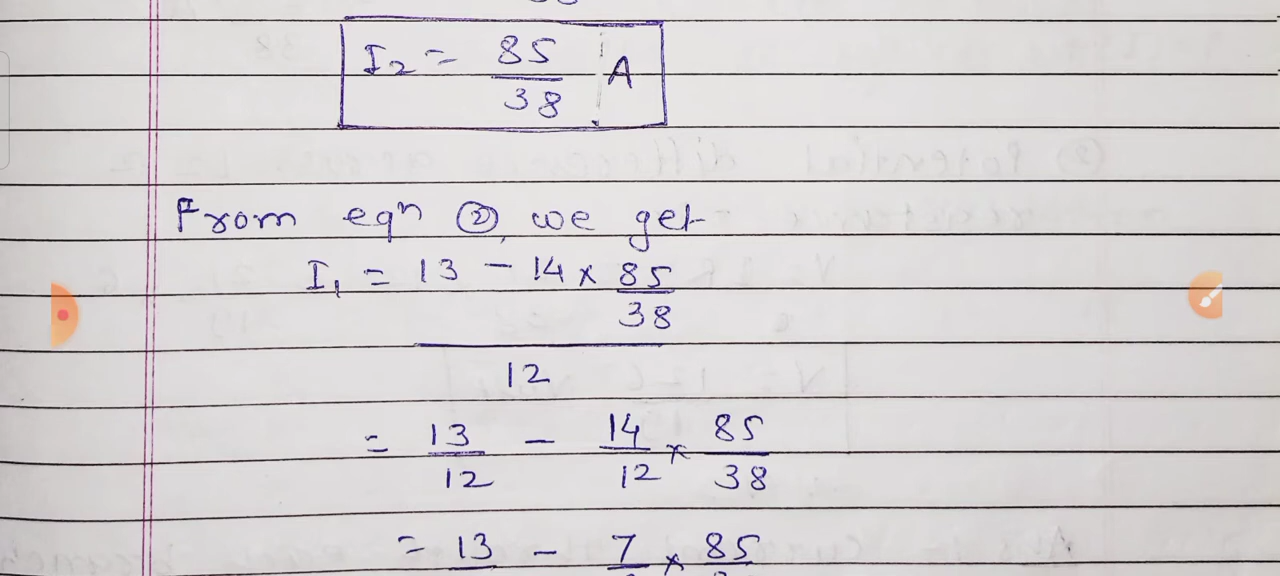 I₂ = 85/38 A
From eqⁿ ②, we get
I₁ = 13 - 14 × 85/38
12
= 13/12 - 14/12 × 85/38
= 13 - 7 × 85